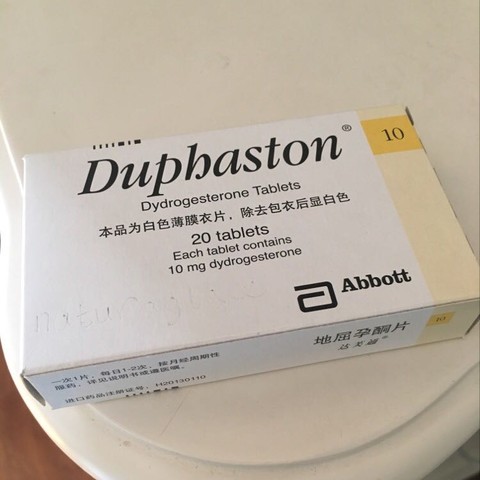 Duphaston®
10
Dydrogesterone Tablets
本品为白色薄膜衣片，除去包衣后显白色
20 tablets
Each tablet contains
10 mg dydrogesterone
Abbott
地屈孕酮片
达芙通®
10
一次1片，每日1-2次，按月经周期性
服药，详见说明书或遵医嘱。
进口药品注册证号：H20130110